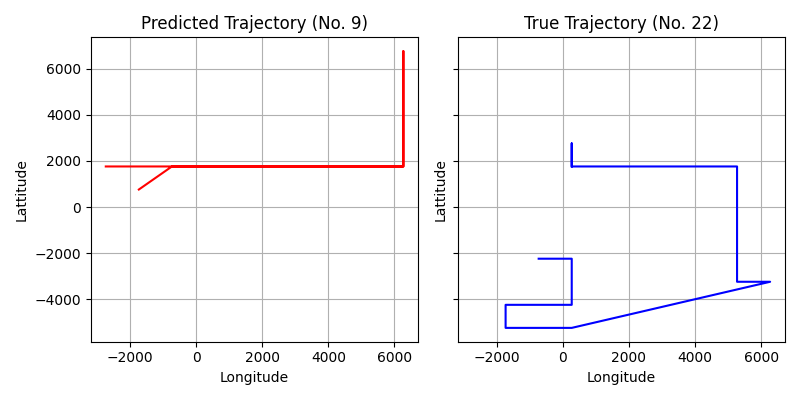 Predicted Trajectory (No. 9)
True Trajectory (No. 22)
Lattitude
6000
4000
2000
0
−2000
−4000
−2000 0 2000 4000 6000
Longitude
Lattitude
−2000 0 2000 4000 6000
Longitude